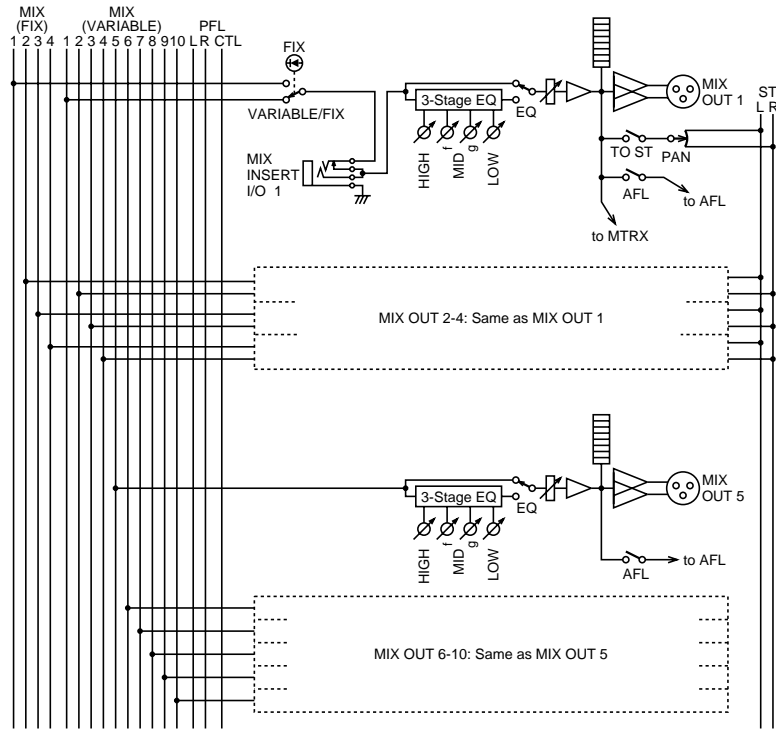 MIX (FIX)
MIX (VARIABLE)
PFL
1 2 3 4 1 2 3 4 5 6 7 8 9 10 L R CTL
FIX
VARIABLE/FIX
MIX INSERT I/O 1
3-Stage EQ
EQ
HIGH
f
MID
g
LOW
MIX OUT 1
ST
L R
TO ST
PAN
AFL
to AFL
to MTRX
MIX OUT 2-4: Same as MIX OUT 1
3-Stage EQ
EQ
HIGH
f
MID
g
LOW
MIX OUT 5
AFL
to AFL
MIX OUT 6-10: Same as MIX OUT 5